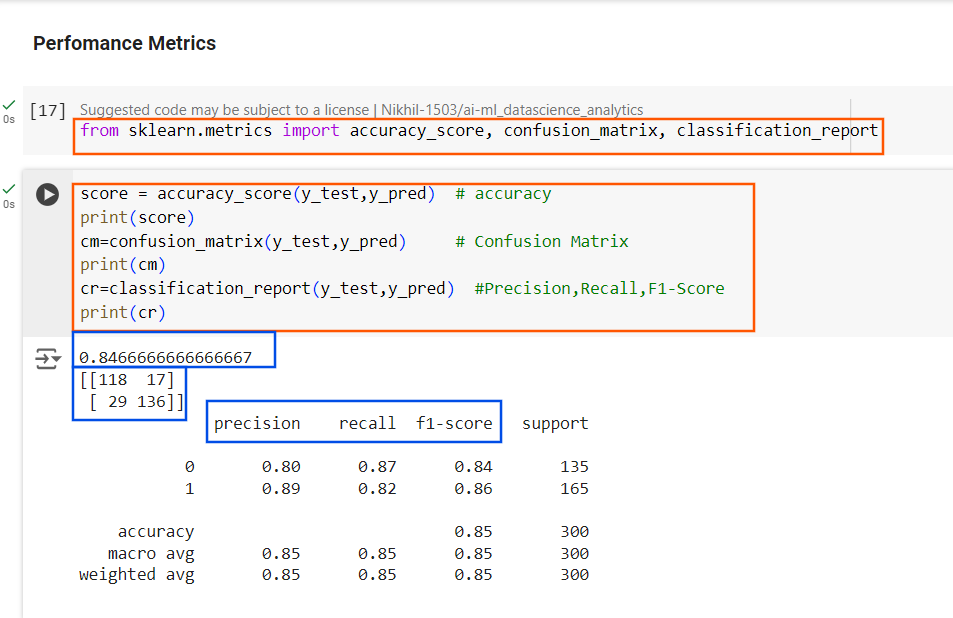 Perfomance Metrics
[17]
Suggested code may be subject to a license | Nikhil-1503/ai-ml_datascience_analytics
0s
from sklearn.metrics import accuracy_score, confusion_matrix, classification_report
score = accuracy_score(y_test,y_pred)  # accuracy
0s
print(score)
cm=confusion_matrix(y_test,y_pred)     # Confusion Matrix
print(cm)
cr=classification_report(y_test,y_pred)  #Precision,Recall,F1-Score
print(cr)
0.8466666666666667
[[118  17]
 [ 29 136]]
precision    recall  f1-score   support
0       0.80      0.87      0.84       135
1       0.89      0.82      0.86       165
accuracy                           0.85       300
macro avg       0.85      0.85      0.85       300
weighted avg       0.85      0.85      0.85       300